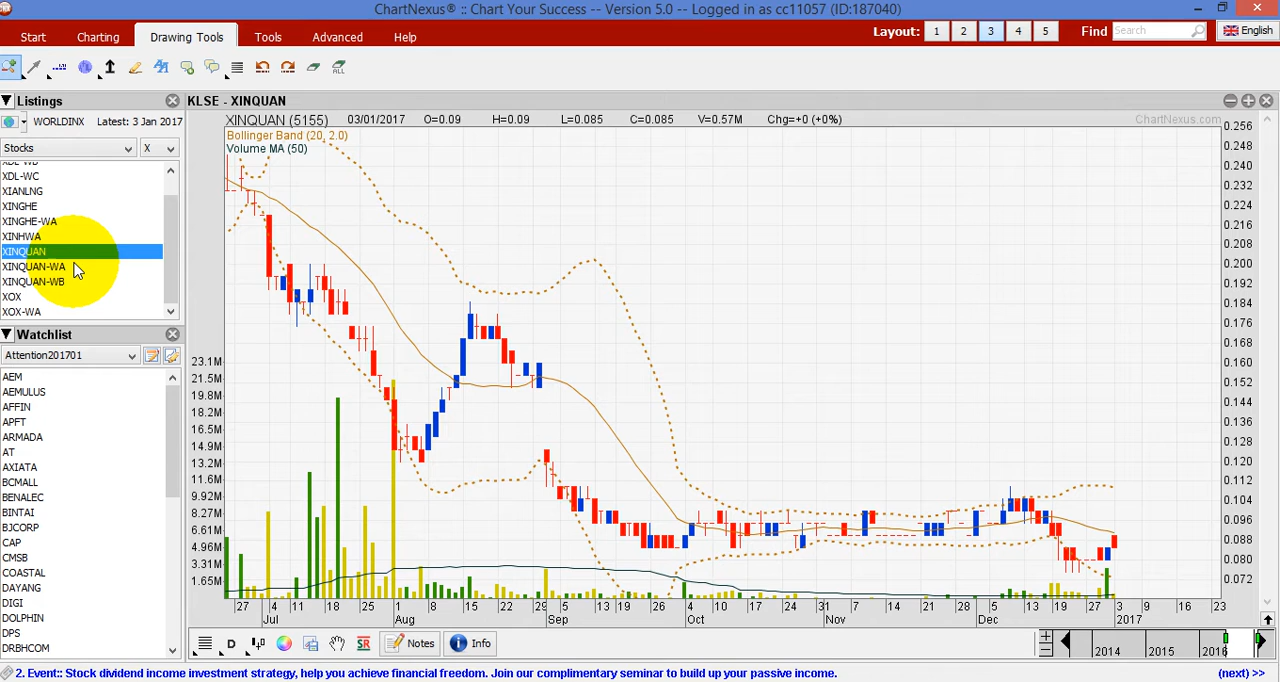 ChartNexus® :: Chart Your Success -- Version 5.0 -- Logged in as cc11057 (ID:187040)
Start Charting Drawing Tools Tools Advanced Help Layout: 1 2 3 4 5 Find Search English
ALL
Listings
WORLDINX Latest: 3 Jan 2017
Stocks X
XDL-WB
XDL-WC
XIANLNG
XINGHE
XINGHE-WA
XINHWA
XINQUAN
XINQUAN-WA
XINQUAN-WB
XOX
XOX-WA
Watchlist
Attention201701
AEM
AEMULUS
AFFIN
APFT
ARMADA
AT
AXIATA
BCMALL
BENALEC
BINTAI
BJCORP
CAP
CMSB
COASTAL
DAYANG
DIGI
DOLPHIN
DPS
DRBHCOM
KLSE - XINQUAN
XINQUAN (5155) 03/01/2017 O=0.09 H=0.09 L=0.085 C=0.085 V=0.57M Chg=+0 (+0%) ChartNexus.com
Bollinger Band (20, 2.0)
Volume MA (50)
0.256
0.248
0.240
0.232
0.224
0.216
0.208
0.200
0.192
0.184
0.176
0.168
0.160
0.152
0.144
0.136
0.128
0.120
0.112
0.104
0.096
0.088
0.080
0.072
23.1M
21.5M
19.8M
18.2M
16.5M
14.9M
13.2M
11.6M
9.92M
8.27M
6.61M
4.96M
3.31M
1.65M
27 4 11 18 25 1 8 15 22 29 5 13 19 26 4 10 17 24 31 7 14 21 28 5 13 19 27 3 9 16 23
Jul Aug Sep Oct Nov Dec 2017
D SR Notes Info 2014 2015 2016
2. Event:: Stock dividend income investment strategy, help you achieve financial freedom. Join our complimentary seminar to build up your passive income. (next) >>